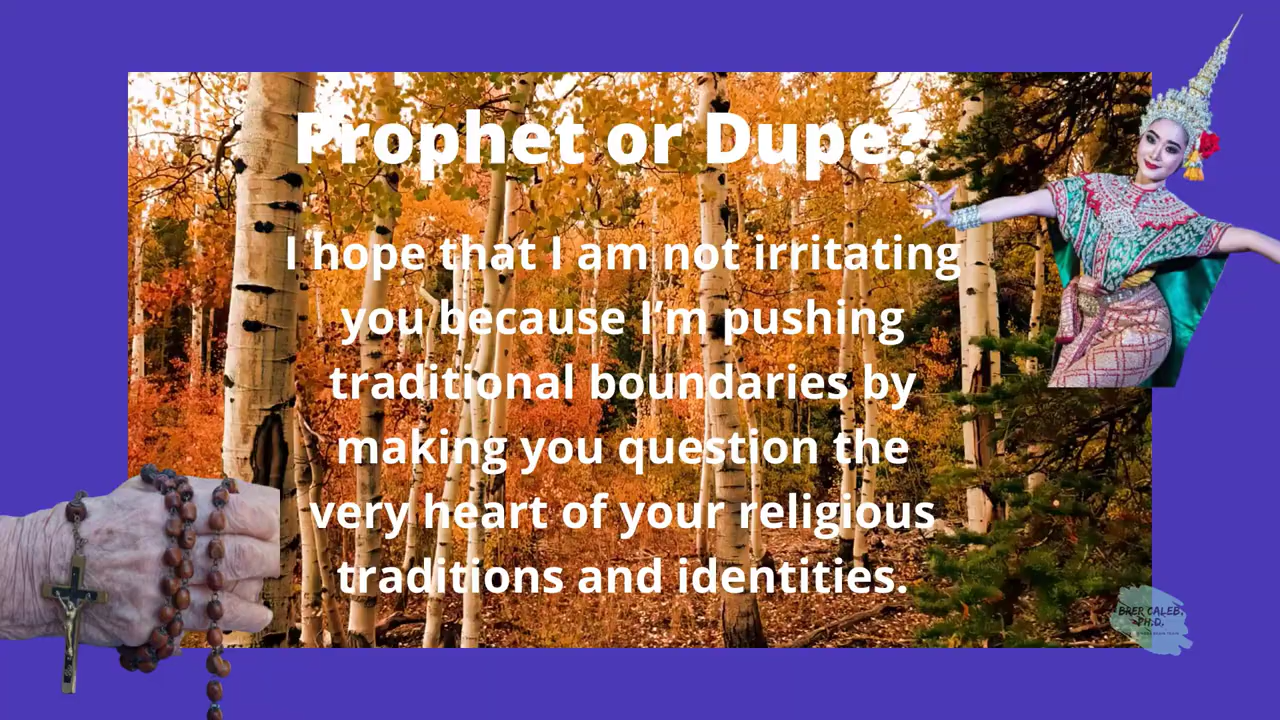 Prophet or Dupe?
I hope that I am not irritating
you because I’m pushing
traditional boundaries by
making you question the
very heart of your religious
traditions and identities.
BRER CALEB,
PH.D.